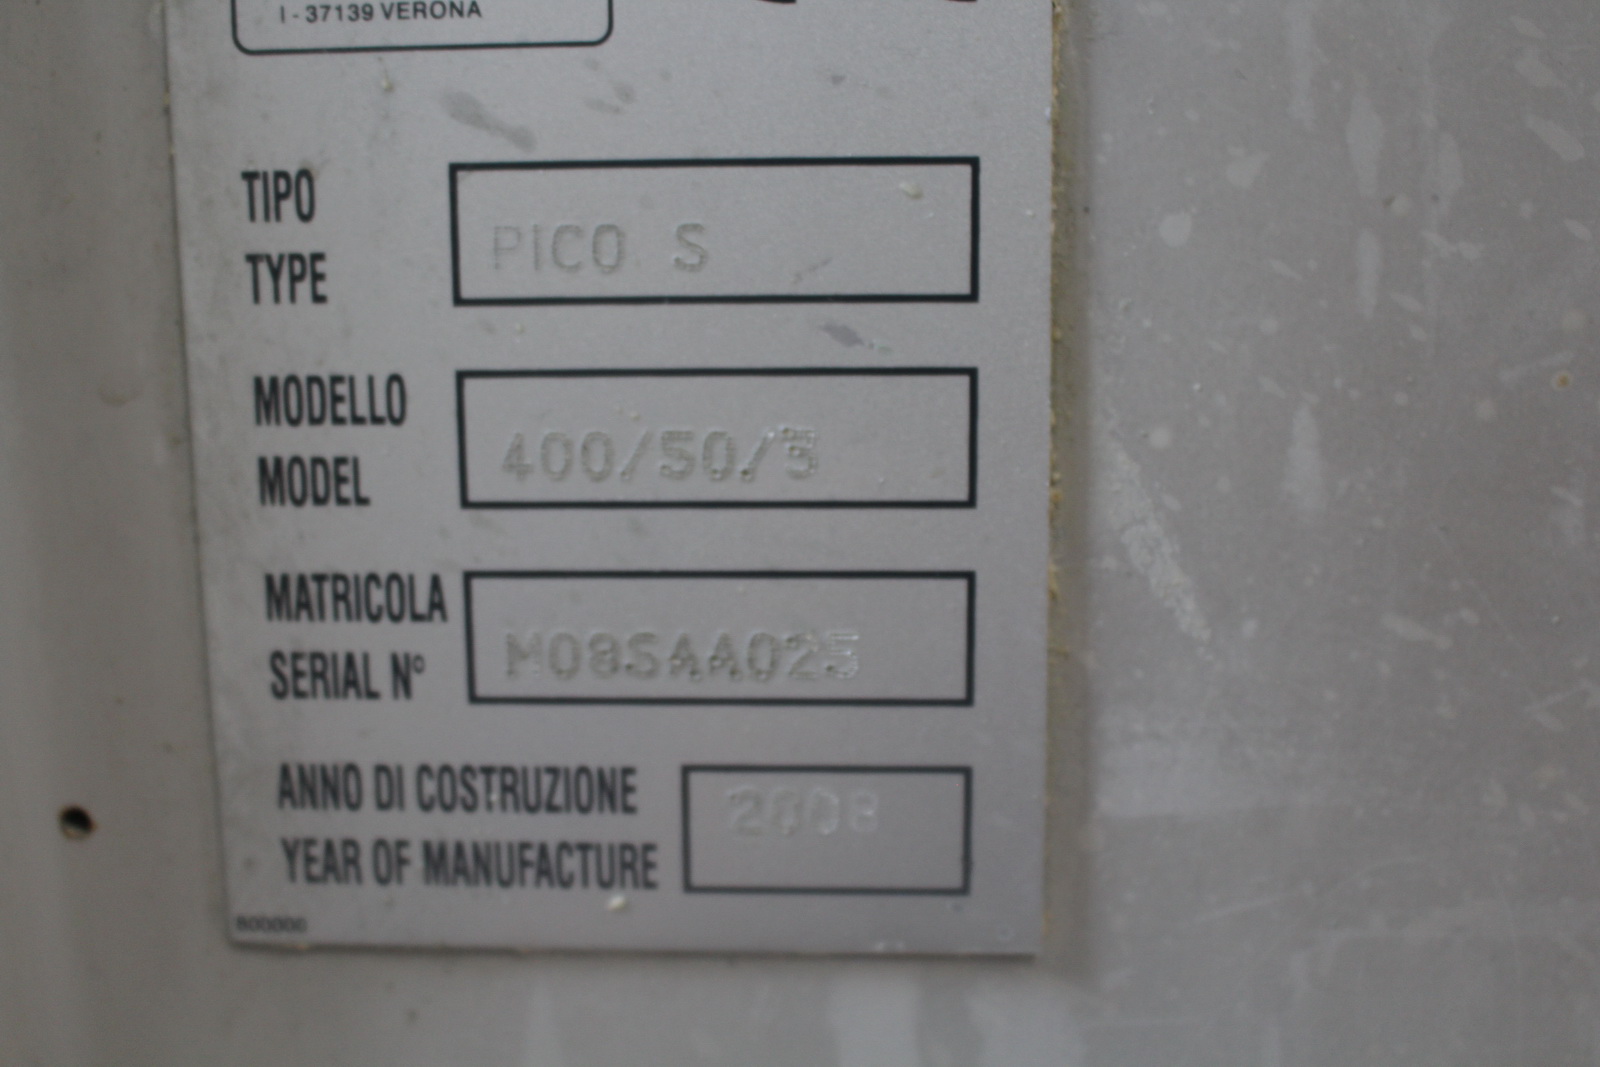 I - 37139 VERONA
TIPO
TYPE
PICO S
MODELLO
MODEL
400/50/3
MATRICOLA
SERIAL N°
M08SAA025
ANNO DI COSTRUZIONE
YEAR OF MANUFACTURE
2008